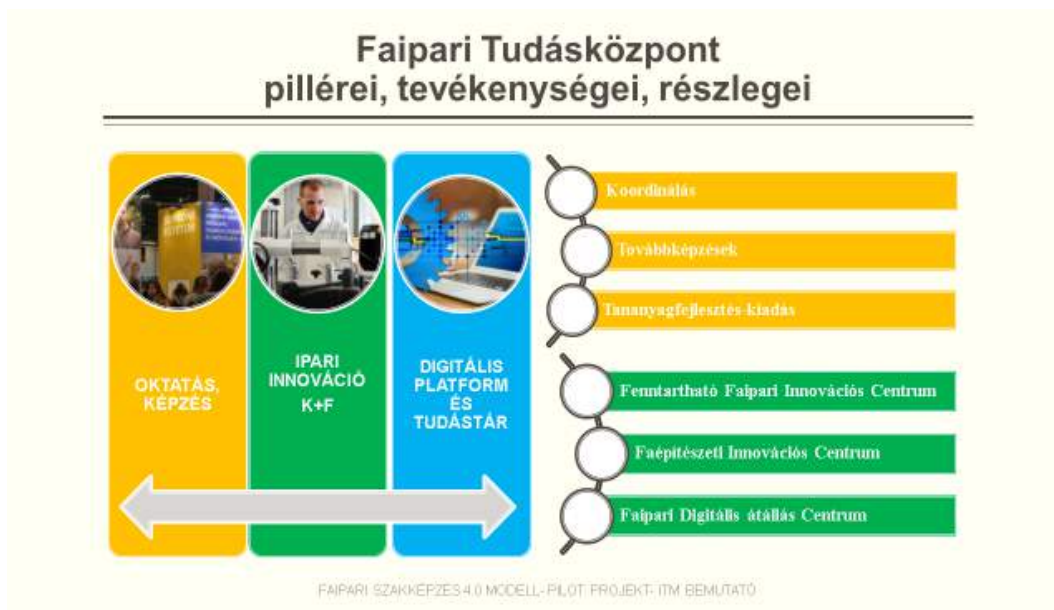 Faipari Tudásközpont
pillérei, tevékenységei, részlegei
OKTATÁS,
KÉPZÉS
IPARI
INNOVÁCIÓ
K+F
DIGITÁLIS
PLATFORM
ÉS
TUDÁSTÁR
Koordinálás
Továbbképzések
Tananyagfejlesztés-kiadás
Fenntartható Faipari Innovációs Centrum
Faépítészeti Innovációs Centrum
Faipari Digitális átállás Centrum
FAIPARI SZAKKÉPZÉS 4.0 MODELL- PILOT PROJEKT- ITM BEMUTATÓ